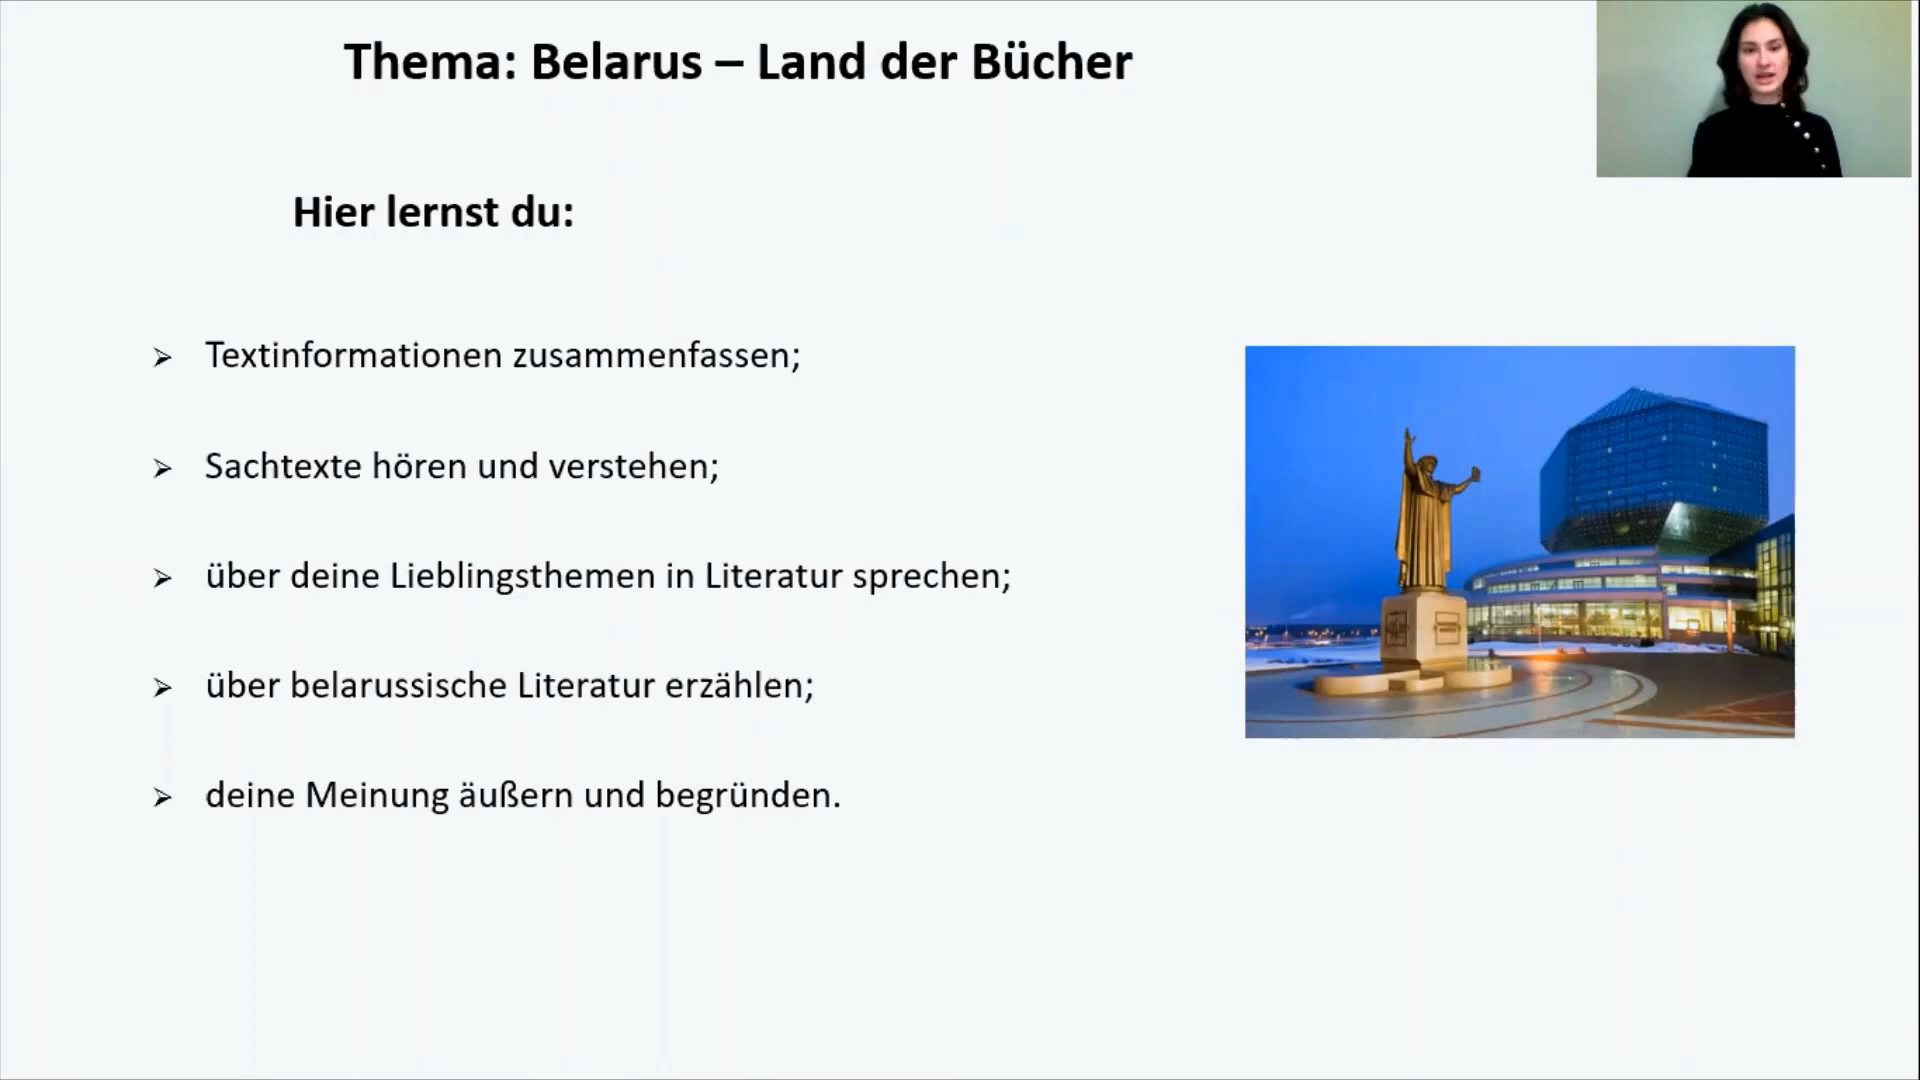 Thema: Belarus – Land der Bücher
Hier lernst du:
➢ Textinformationen zusammenfassen;
➢ Sachtexte hören und verstehen;
➢ über deine Lieblingsthemen in Literatur sprechen;
➢ über belarussische Literatur erzählen;
➢ deine Meinung äußern und begründen.